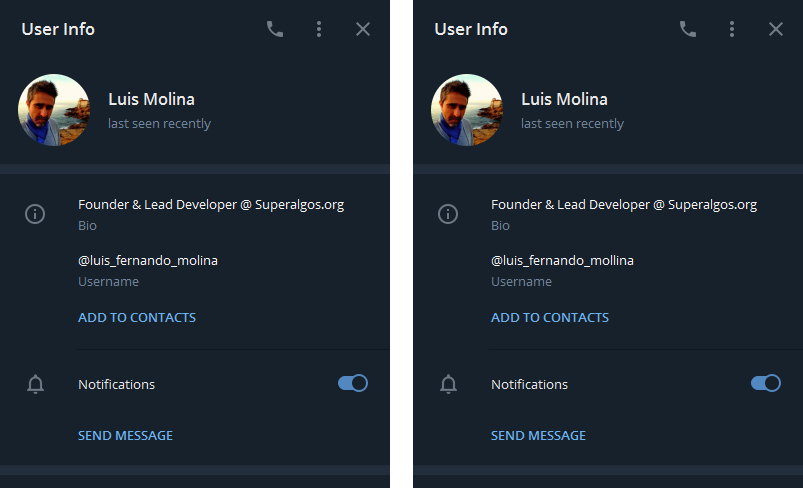 User Info
Luis Molina
last seen recently
Founder & Lead Developer @ Superalgos.org
Bio
@luis_fernando_molina
Username
ADD TO CONTACTS
Notifications
SEND MESSAGE
User Info
Luis Molina
last seen recently
Founder & Lead Developer @ Superalgos.org
Bio
@luis_fernando_mollina
Username
ADD TO CONTACTS
Notifications
SEND MESSAGE